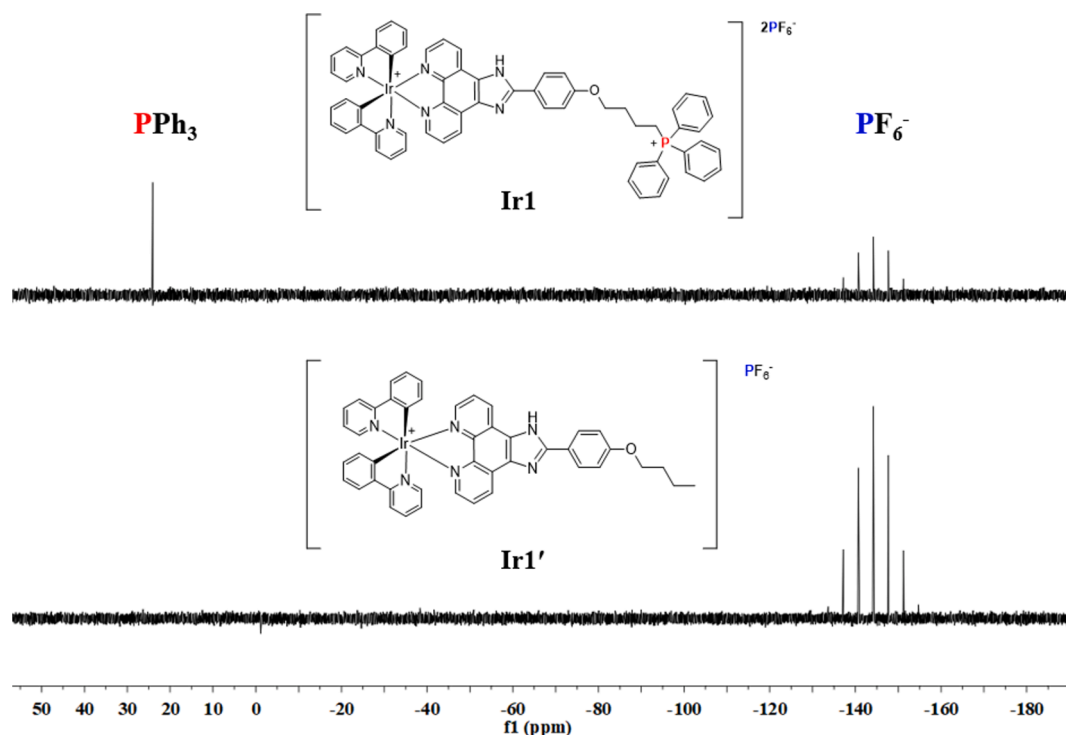 2PF6-
H
N
N
N
Ir
+
N
N
N
O
P
+
PPh3
PF6-
Ir1
PF6-
H
N
N
N
Ir
+
N
N
N
O
Ir1′
50 40 30 20 10 0 -20 -40 -60 -80 -100 -120 -140 -160 -180
f1 (ppm)